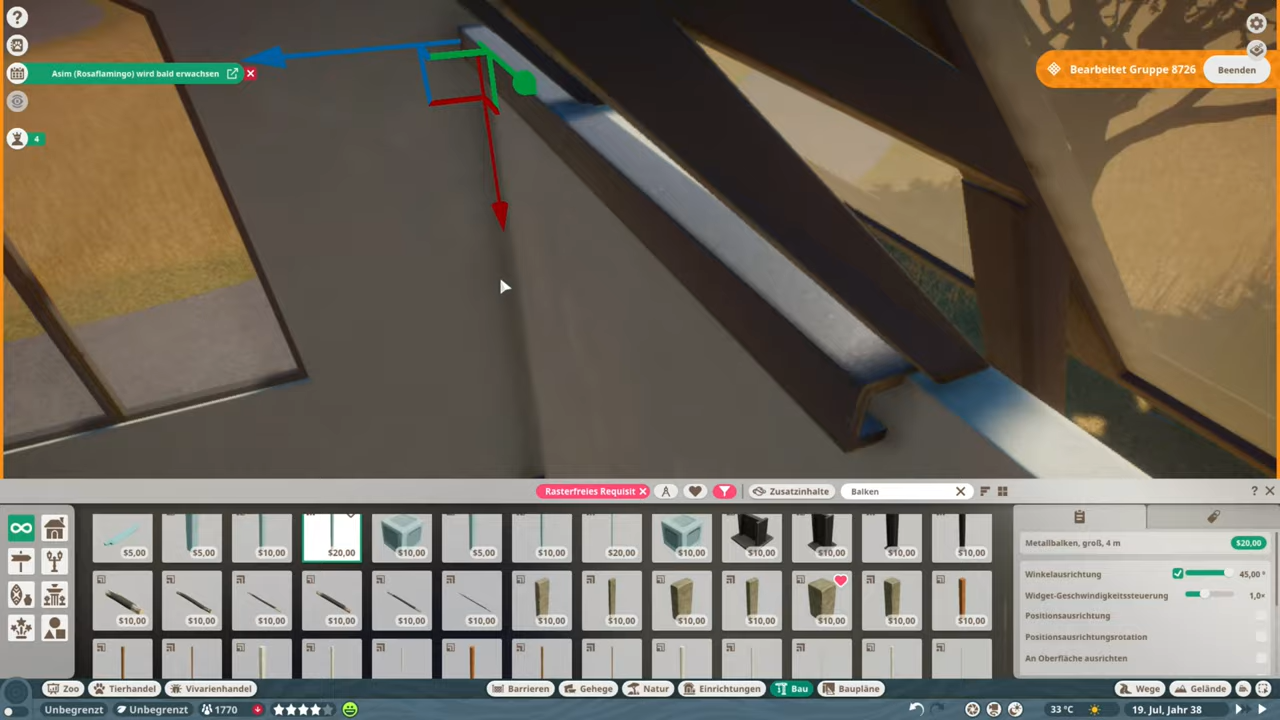 Asim (Rosaflamingo) wird bald erwachsen
4
Bearbeitet Gruppe 8726
Beenden
Rasterfreies Requisit
Zusatzinhalte
Balken
$5,00 $5,00 $10,00 $20,00 $10,00 $5,00 $10,00 $20,00 $10,00 $10,00 $10,00 $10,00 $10,00
$10,00 $10,00 $10,00 $10,00 $10,00 $10,00 $10,00 $10,00 $10,00 $10,00 $10,00 $10,00 $10,00
Metallbalken, groß, 4 m $20,00
Winkelausrichtung 45,00°
Widget-Geschwindigkeitssteuerung 1,0×
Positionsausrichtung
Positionsausrichtungsrotation
An Oberfläche ausrichten
Zoo Tierhandel Vivarienhandel Barrieren Gehege Natur Einrichtungen Bau Baupläne Wege Gelände
Unbegrenzt Unbegrenzt 1770 33 °C 19. Jul, Jahr 38